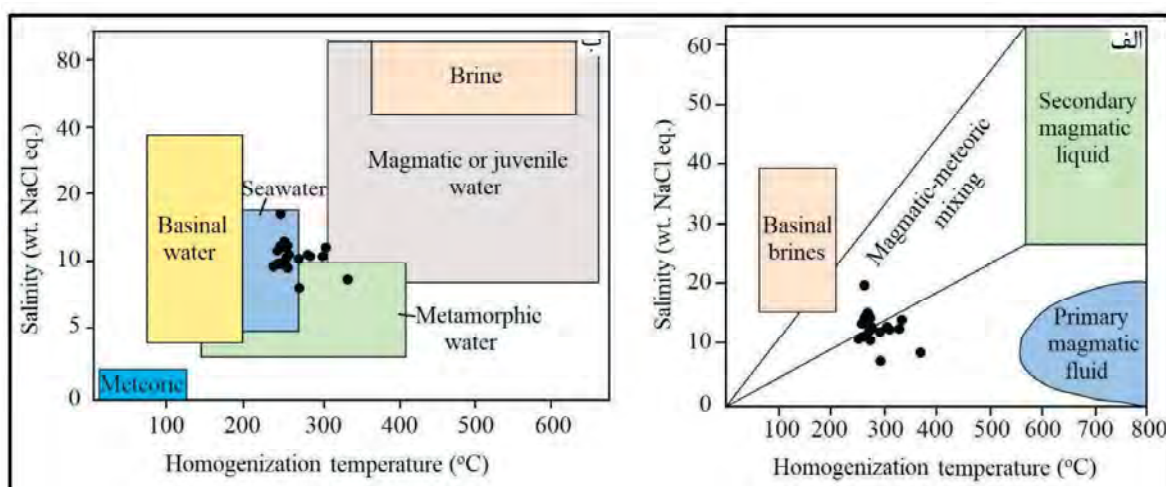 ب
80
40
20
10
5
0
Salinity (wt. NaCl eq.)
Brine
Magmatic or juvenile
water
Seawater
Basinal
water
Metamorphic
water
Meteoric
100
200
300
400
500
600
Homogenization temperature (°C)
الف
60
50
40
30
20
10
0
Salinity (wt. NaCl eq.)
Secondary
magmatic
liquid
Magmatic-meteoric
mixing
Basinal
brines
Primary
magmatic
fluid
100
200
300
400
500
600
700
800
Homogenization temperature (°C)